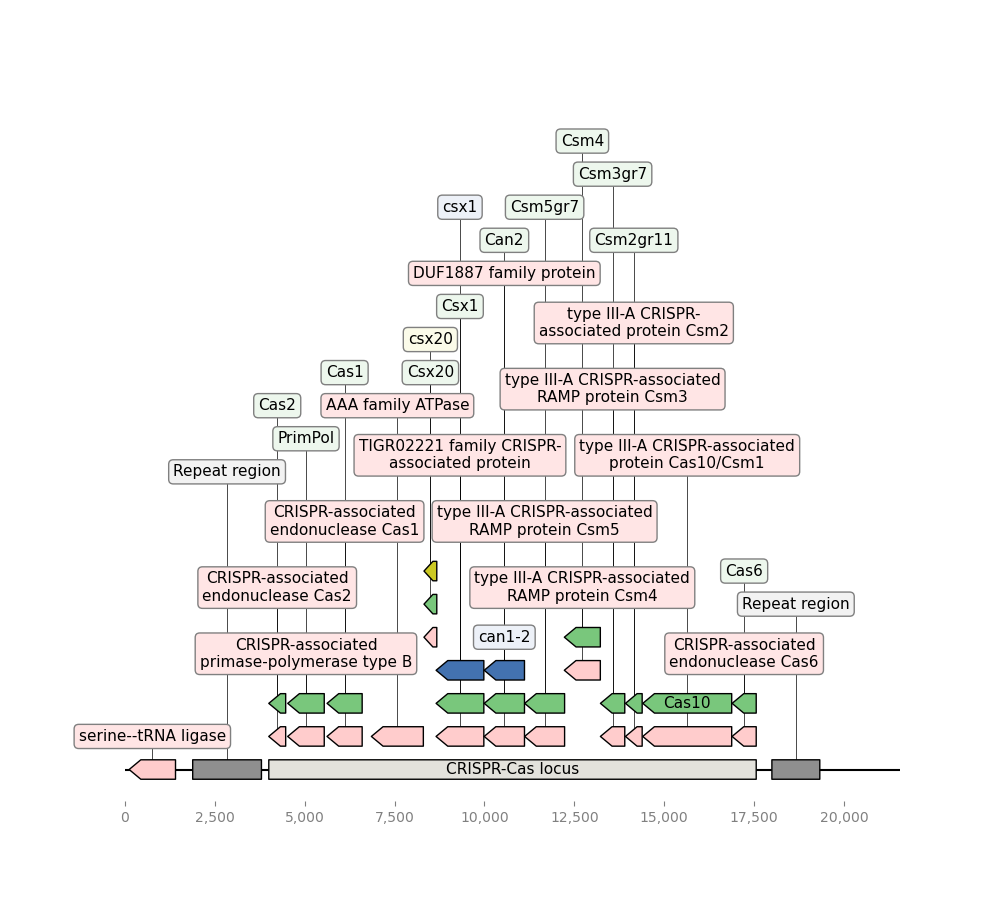 Csm4
Csm3gr7
csx1
Csm5gr7
Can2
Csm2gr11
DUF1887 family protein
Csx1
type III-A CRISPR-
associated protein Csm2
csx20
Cas1
Csx20
type III-A CRISPR-associated
RAMP protein Csm3
Cas2
AAA family ATPase
PrimPol
TIGR02221 family CRISPR-
associated protein
type III-A CRISPR-associated
protein Cas10/Csm1
Repeat region
CRISPR-associated
endonuclease Cas1
type III-A CRISPR-associated
RAMP protein Csm5
Cas6
CRISPR-associated
endonuclease Cas2
type III-A CRISPR-associated
RAMP protein Csm4
Repeat region
can1-2
CRISPR-associated
primase-polymerase type B
CRISPR-associated
endonuclease Cas6
Cas10
serine--tRNA ligase
CRISPR-Cas locus
0 2,500 5,000 7,500 10,000 12,500 15,000 17,500 20,000